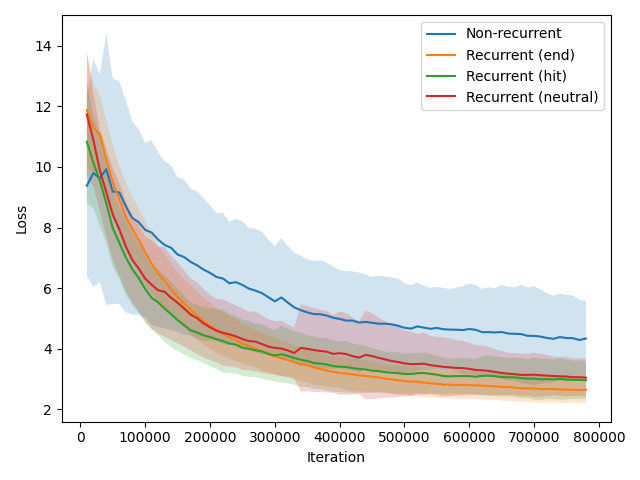 Non-recurrent
Recurrent (end)
Recurrent (hit)
Recurrent (neutral)
14
12
10
8
6
4
2
Loss
0 100000 200000 300000 400000 500000 600000 700000 800000
Iteration